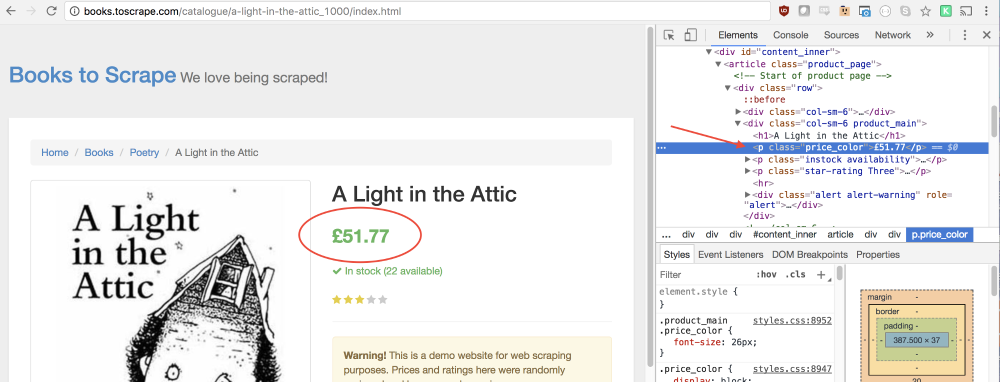 books.toscrape.com/catalogue/a-light-in-the-attic_1000/index.html
Books to Scrape We love being scraped!
Home / Books / Poetry / A Light in the Attic
A Light
in the
Attic
A Light in the Attic
£51.77
In stock (22 available)
Warning! This is a demo website for web scraping
purposes. Prices and ratings here were randomly
Elements Console Sources Network »
<div id="content_inner">
<article class="product_page">
<!-- Start of product page -->
<div class="row">
::before
<div class="col-sm-6">…</div>
<div class="col-sm-6 product_main">
<h1>A Light in the Attic</h1>
<p class="price_color">£51.77</p> == $0
<p class="instock availability">…</p>
<p class="star-rating Three">…</p>
<hr>
<div class="alert alert-warning" role=
"alert">…</div>
</div>
... div div div #content_inner article div div p.price_color
Styles Event Listeners DOM Breakpoints Properties
Filter :hov .cls +
element.style {
}
.product_main styles.css:8952
.price_color {
font-size: 26px;
}
.price_color { styles.css:8947
display: block;
margin -
border -
padding -
- - - 387.500 × 37 - - -
-
-
20